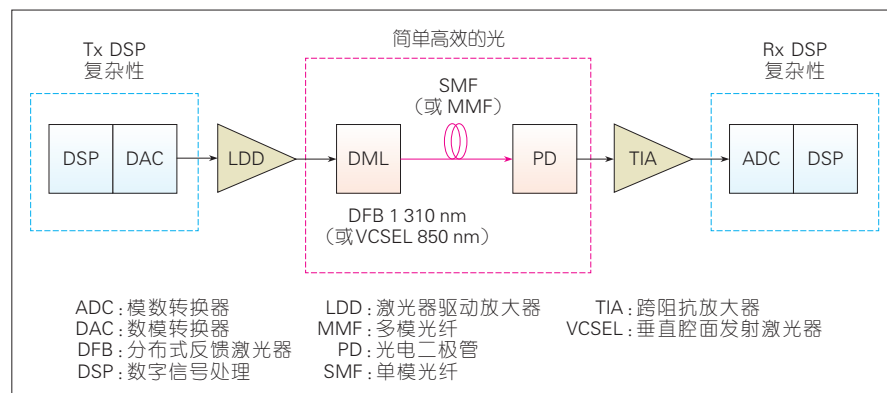 Tx DSP
复杂性
简单高效的光
Rx DSP
复杂性
SMF
（或 MMF）
DSP
DAC
LDD
DML
PD
TIA
ADC
DSP
DFB 1 310 nm
（或VCSEL 850 nm）
ADC：模数转换器
DAC：数模转换器
DFB：分布式反馈激光器
DSP：数字信号处理
LDD：激光器驱动放大器
MMF：多模光纤
PD：光电二极管
SMF：单模光纤
TIA：跨阻抗放大器
VCSEL：垂直腔面发射激光器